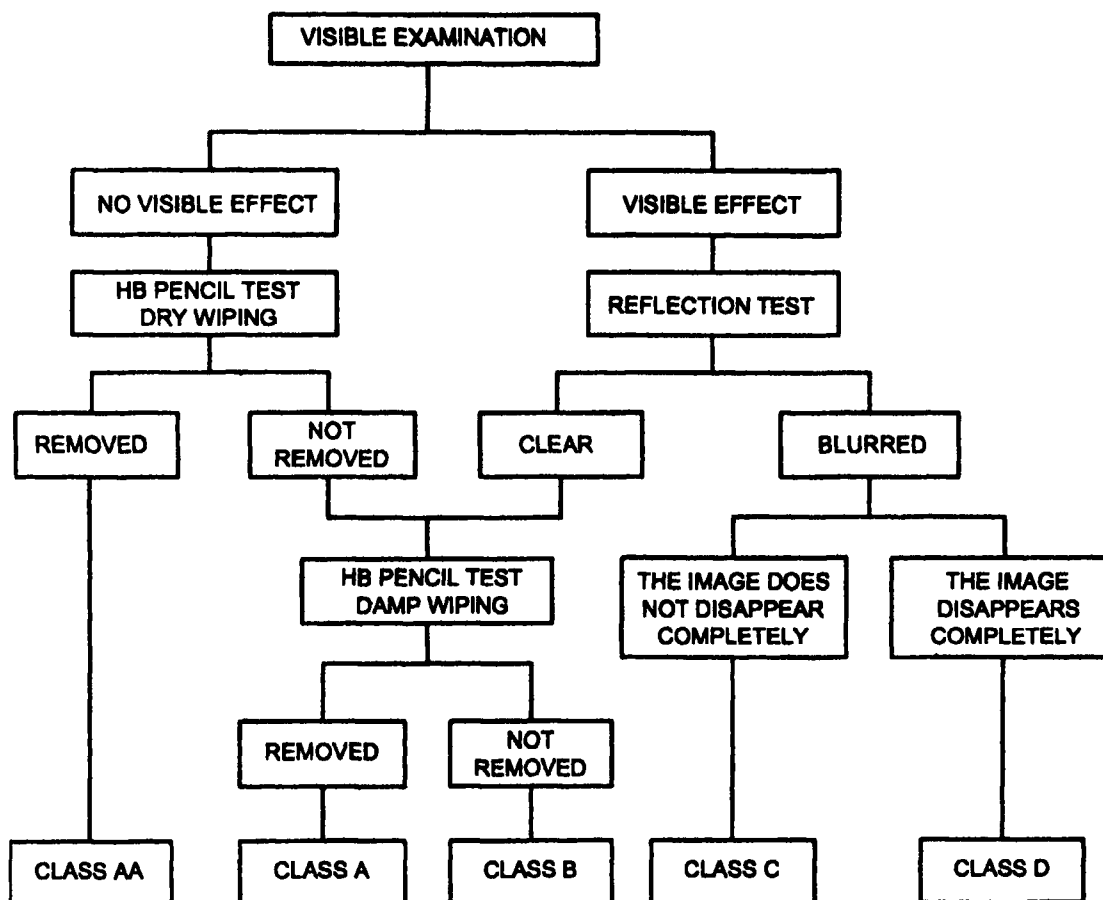 VISIBLE EXAMINATION
NO VISIBLE EFFECT
VISIBLE EFFECT
HB PENCIL TEST
DRY WIPING
REFLECTION TEST
REMOVED
NOT
REMOVED
CLEAR
BLURRED
HB PENCIL TEST
DAMP WIPING
THE IMAGE DOES
NOT DISAPPEAR
COMPLETELY
THE IMAGE
DISAPPEARS
COMPLETELY
REMOVED
NOT
REMOVED
CLASS AA
CLASS A
CLASS B
CLASS C
CLASS D